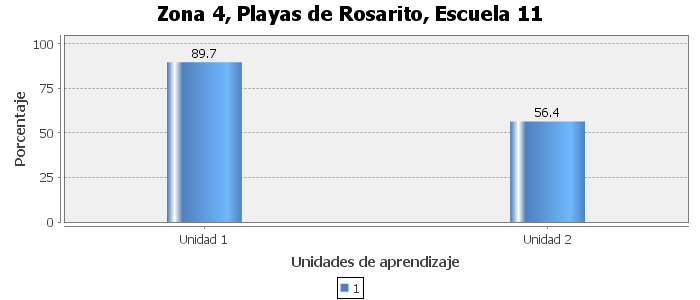 Zona 4, Playas de Rosarito, Escuela 11
Porcentaje
100
75
50
25
0
89.7
56.4
Unidad 1
Unidad 2
Unidades de aprendizaje
1